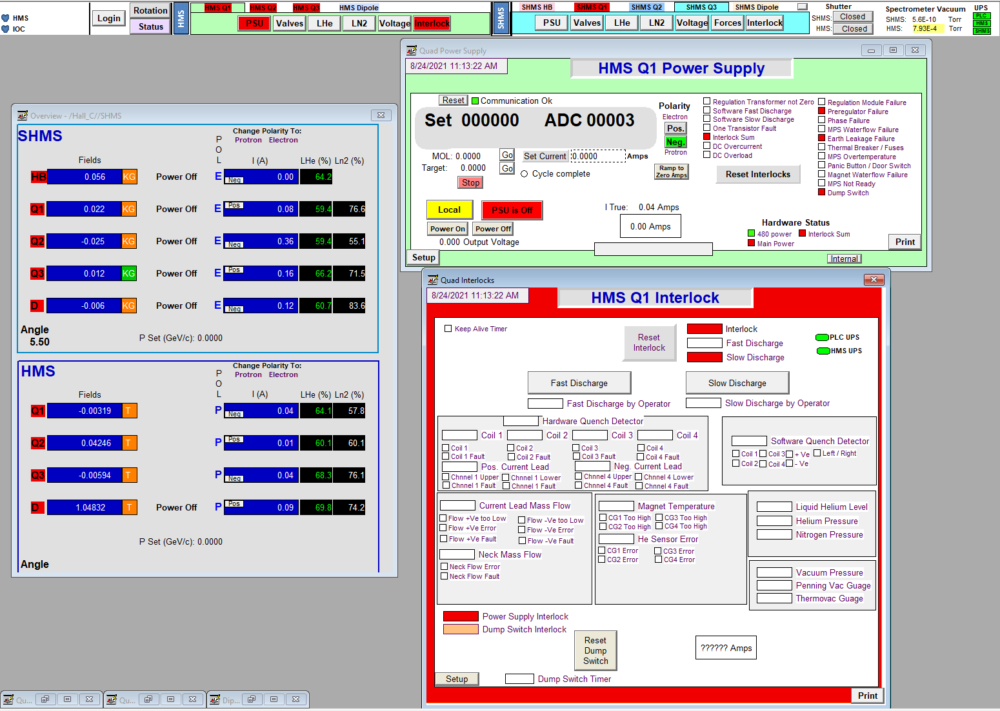 HMS
IOC
Login
Rotation
Status
HMS
HMS Q1 HMS Q2 HMS Q3 HMS Dipole
PSU Valves LHe LN2 Voltage Interlock
SHMS
SHMS HB SHMS Q1 SHMS Q2 SHMS Q3 SHMS Dipole
PSU Valves LHe LN2 Voltage Forces Interlock
Shutter
SHMS: Closed
HMS: Closed
Spectrometer Vacuum
SHMS: 5.6E-10 Torr
HMS: 7.93E-4 Torr
UPS
PLC
HMS
SHMS
Overview - /Hall_C//SHMS
SHMS
POL
Change Polarity To:
Protron Electron
Fields I (A) LHe (%) Ln2 (%)
HB 0.056 KG Power Off E Neg 0.00 64.2
Q1 0.022 KG Power Off E Pos 0.08 59.4 76.6
Q2 -0.025 KG Power Off E Neg 0.36 59.4 55.1
Q3 0.012 KG Power Off E Pos 0.16 66.2 71.5
D -0.006 KG Power Off E Neg 0.12 60.7 83.6
Angle
5.50
P Set (GeV/c): 0.0000
HMS
POL
Change Polarity To:
Protron Electron
Fields I (A) LHe (%) Ln2 (%)
Q1 -0.00319 T P Neg 0.04 64.1 57.8
Q2 0.04246 T P Pos 0.01 60.1 60.1
Q3 -0.00594 T P Neg 0.04 68.3 76.1
D 1.04832 T Power Off P Pos 0.09 69.8 74.2
P Set (GeV/c): 0.0000
Angle
Quad Power Supply
8/24/2021 11:13:22 AM
HMS Q1 Power Supply
Reset Communication Ok
Set 000000 ADC 00003
MOL: 0.0000 Go Set Current 0.0000 Amps
Target: 0.0000 Go Cycle complete
Stop
Local PSU is Off
Power On Power Off
0.000 Output Voltage
Setup
Polarity
Electron
Pos.
Neg.
Protron
Ramp to
Zero Amps
I True: 0.04 Amps
0.00 Amps
Regulation Transformer not Zero
Software Fast Discharge
Software Slow Discharge
One Transistor Fault
Interlock Sum
DC Overcurrent
DC Overload
Reset Interlocks
Regulation Module Failure
Preregulator Failure
Phase Failure
MPS Waterflow Failure
Earth Leakage Failure
Thermal Breaker / Fuses
MPS Overtemperature
Panic Button / Door Switch
Magnet Waterflow Failure
MPS Not Ready
Dump Switch
Hardware Status
480 power Interlock Sum
Main Power
Print
Internal
Quad Interlocks
8/24/2021 11:13:22 AM
HMS Q1 Interlock
Keep Alive Timer
Reset
Interlock
Interlock
Fast Discharge
Slow Discharge
PLC UPS
HMS UPS
Fast Discharge Slow Discharge
Fast Discharge by Operator Slow Discharge by Operator
Hardware Quench Detector
Coil 1 Coil 2 Coil 3 Coil 4
Coil 1 Coil 2 Coil 3 Coil 4
Coil 1 Fault Coil 2 Fault Coil 3 Fault Coil 4 Fault
Pos. Current Lead Neg. Current Lead
Chnnel 1 Upper Chnnel 1 Lower Chnnel 4 Upper Chnnel 4 Lower
Chnnel 1 Fault Chnnel 1 Fault Chnnel 4 Fault Chnnel 4 Fault
Software Quench Detector
Coil 1 Coil 3 + Ve Left / Right
Coil 2 Coil 4 - Ve
Current Lead Mass Flow
Flow +Ve too Low Flow -Ve too Low
Flow +Ve Error Flow -Ve Error
Flow +Ve Fault Flow -Ve Fault
Neck Mass Flow
Neck Flow Error
Neck Flow Fault
Magnet Temperature
CG1 Too High CG3 Too High
CG2 Too High CG4 Too High
He Sensor Error
CG1 Error CG3 Error
CG2 Error CG4 Error
Liquid Helium Level
Helium Pressure
Nitrogen Pressure
Vacuum Pressure
Penning Vac Guage
Thermovac Guage
Power Supply Interlock
Dump Switch Interlock
Reset
Dump
Switch
?????? Amps
Setup Dump Switch Timer
Print
Qu... Qu... Dip...